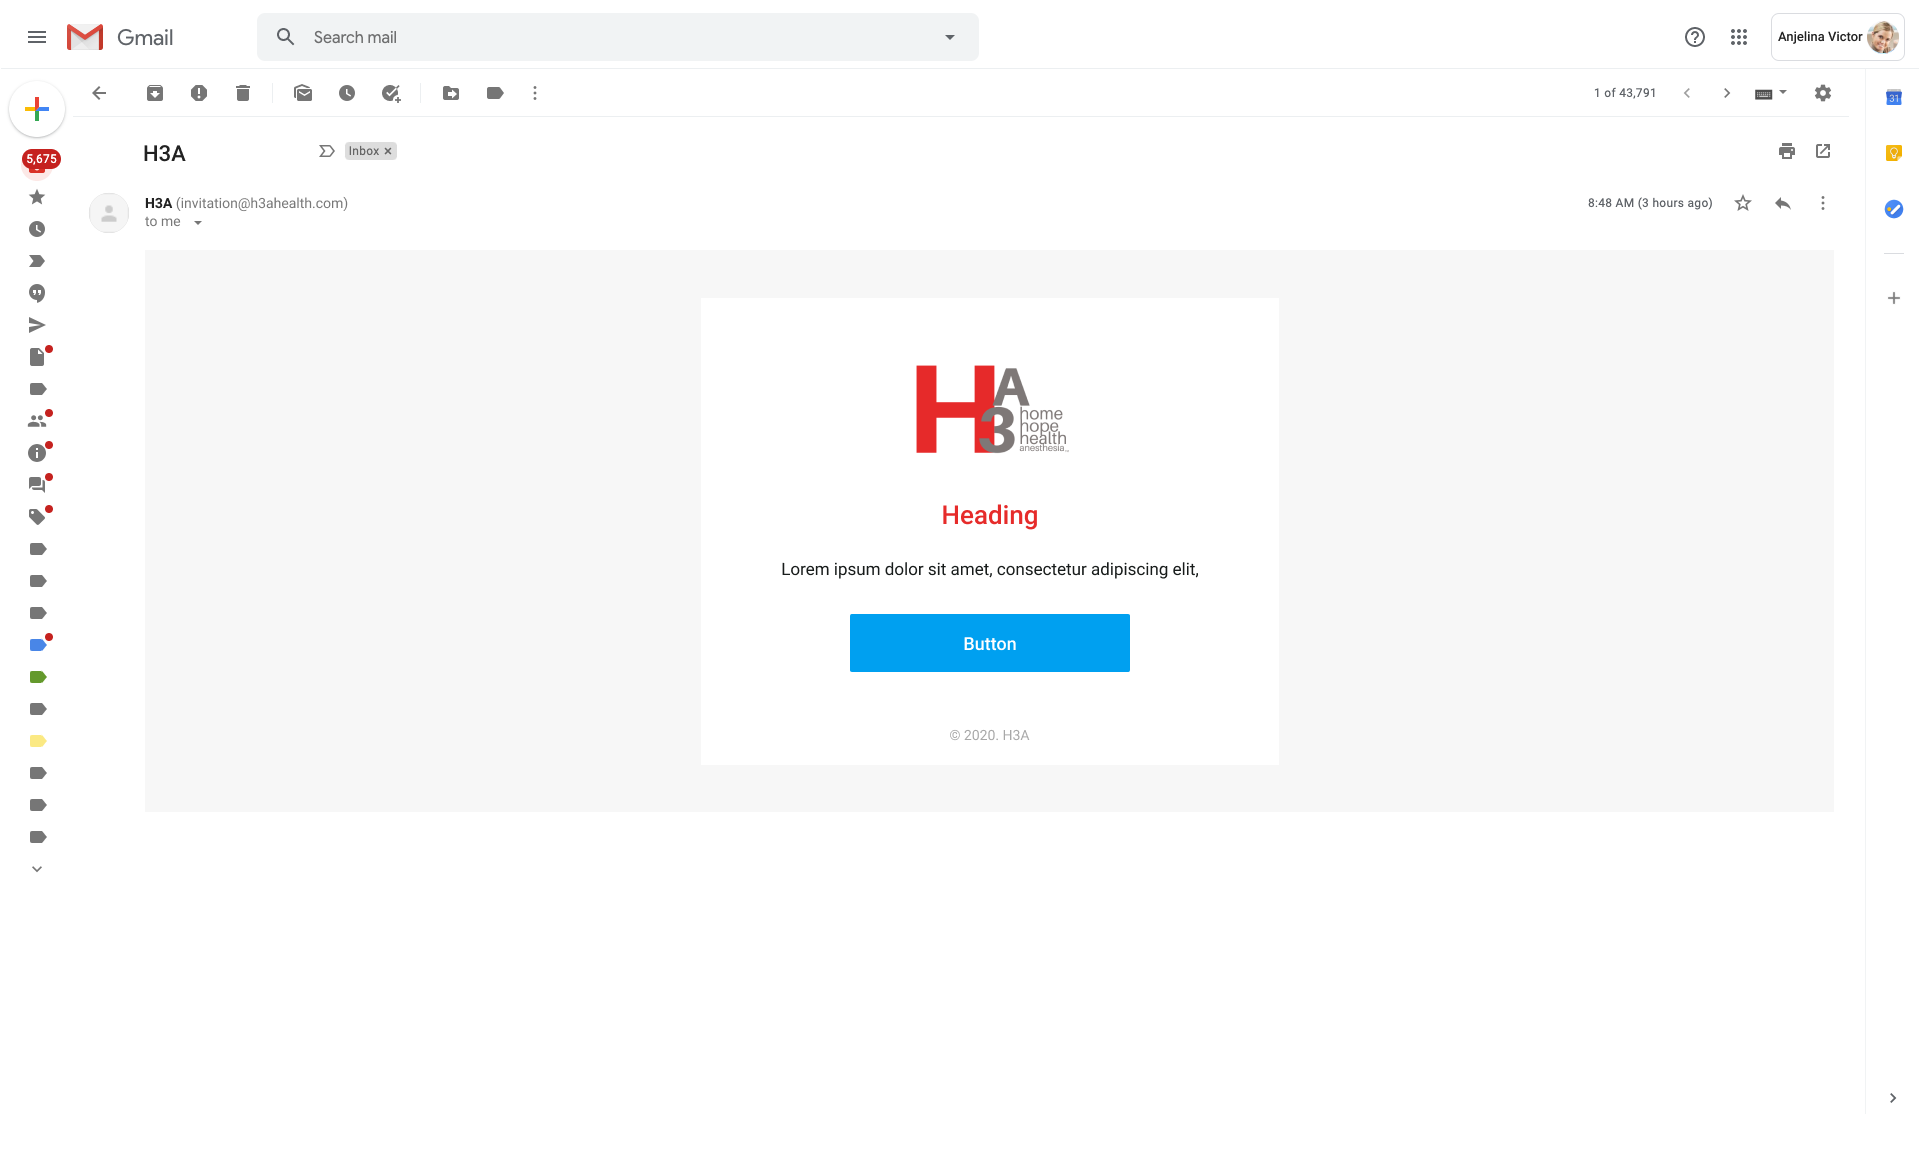 Gmail
Search mail
Anjelina Victor
1 of 43,791
31
5,675
H3A
Inbox
H3A (invitation@h3ahealth.com)
8:48 AM (3 hours ago)
to me
H3A
home
hope
health
anesthesia
Heading
Lorem ipsum dolor sit amet, consectetur adipiscing elit,
Button
© 2020. H3A